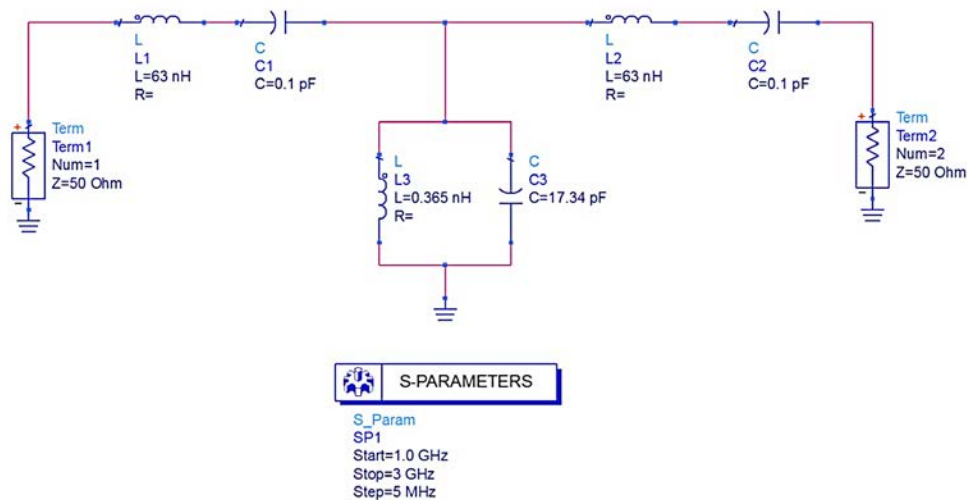 L
L1
L=63 nH
R=
C
C1
C=0.1 pF
L
L2
L=63 nH
R=
C
C2
C=0.1 pF
+
Term
Term1
Num=1
Z=50 Ohm
-
L
L3
L=0.365 nH
R=
C
C3
C=17.34 pF
+
Term
Term2
Num=2
Z=50 Ohm
-
S-PARAMETERS
S_Param
SP1
Start=1.0 GHz
Stop=3 GHz
Step=5 MHz